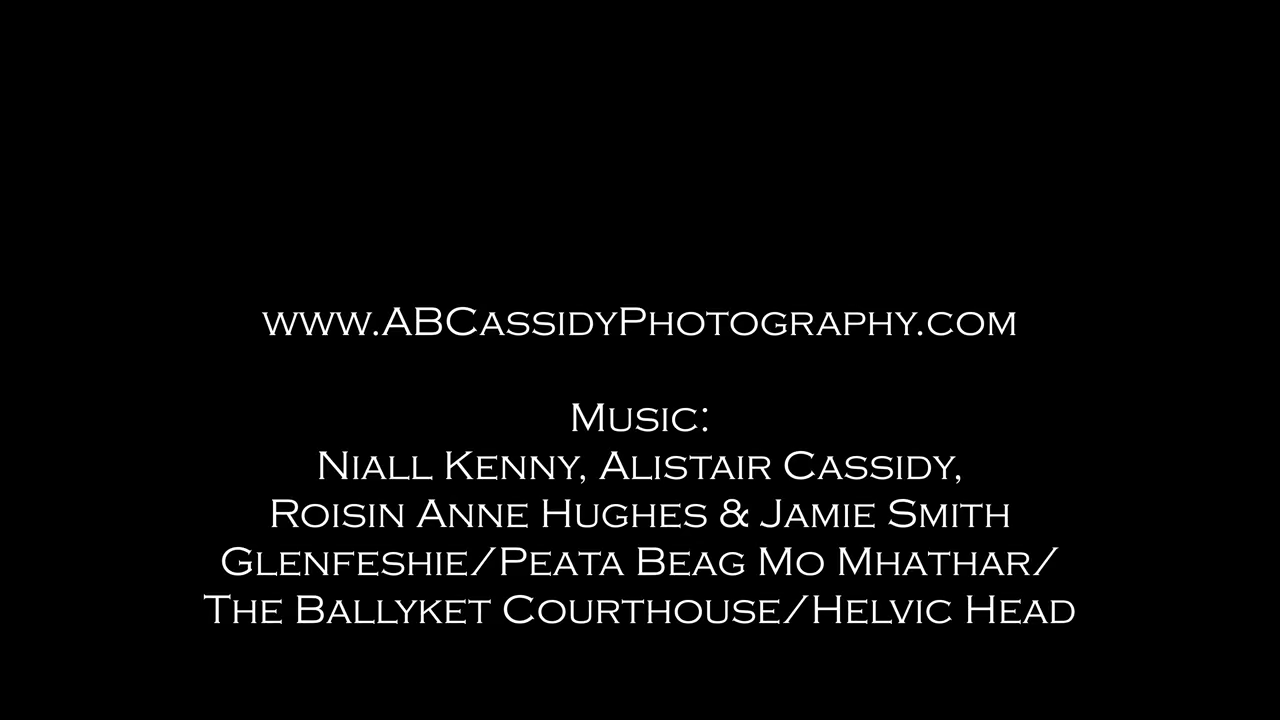 www.ABCassidyPhotography.com
Music:
Niall Kenny, Alistair Cassidy,
Roisin Anne Hughes & Jamie Smith
Glenfeshie/Peata Beag Mo Mhathar/
The Ballyket Courthouse/Helvic Head